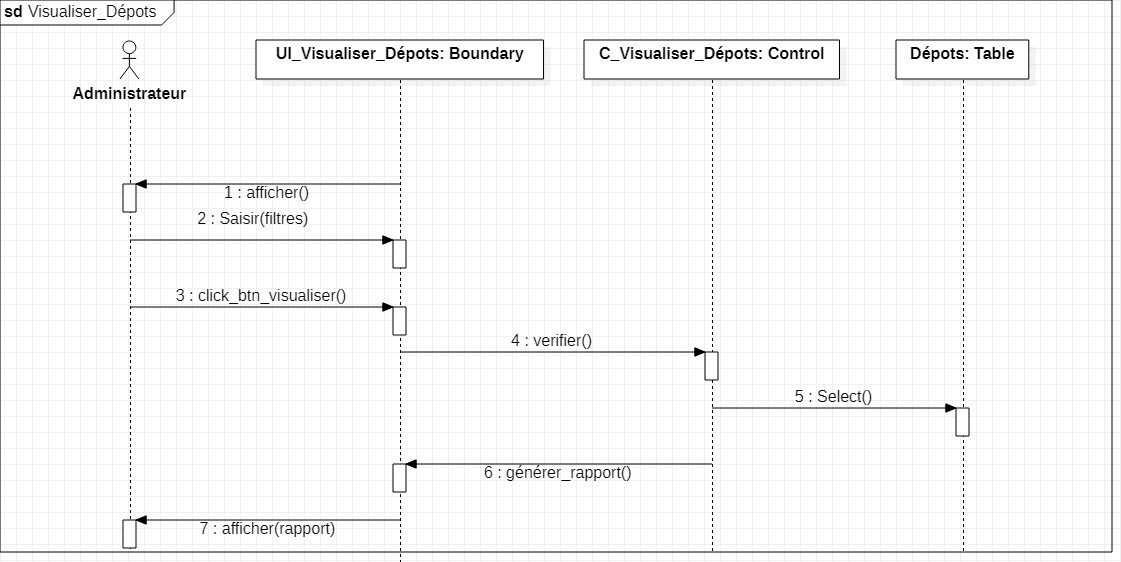 sd Visualiser_Dépots
Administrateur
UI_Visualiser_Dépots: Boundary
C_Visualiser_Dépots: Control
Dépots: Table
1 : afficher()
2 : Saisir(filtres)
3 : click_btn_visualiser()
4 : verifier()
5 : Select()
6 : générer_rapport()
7 : afficher(rapport)